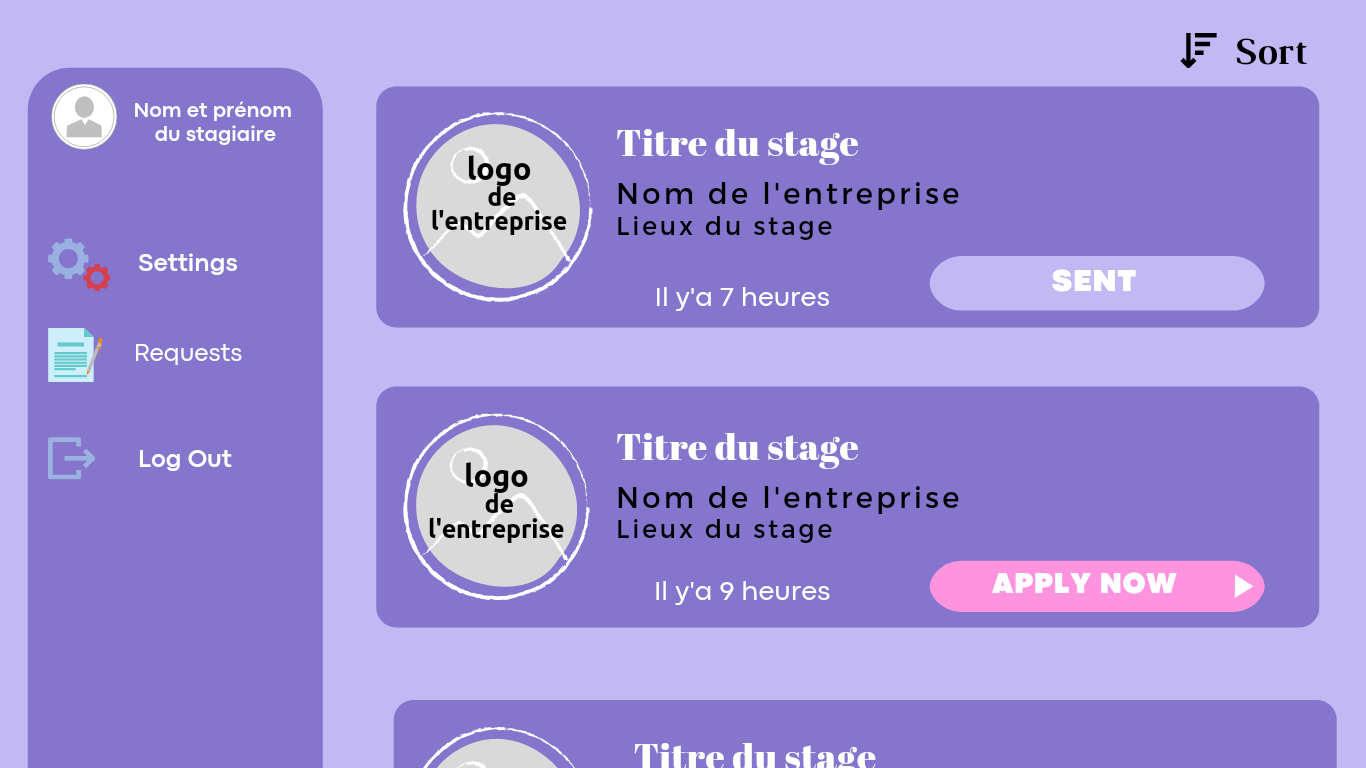 Sort
Nom et prénom
du stagiaire
Settings
Requests
Log Out
logo
de
l'entreprise
Titre du stage
Nom de l'entreprise
Lieux du stage
Il y'a 7 heures
SENT
logo
de
l'entreprise
Titre du stage
Nom de l'entreprise
Lieux du stage
Il y'a 9 heures
APPLY NOW
Titre du stage